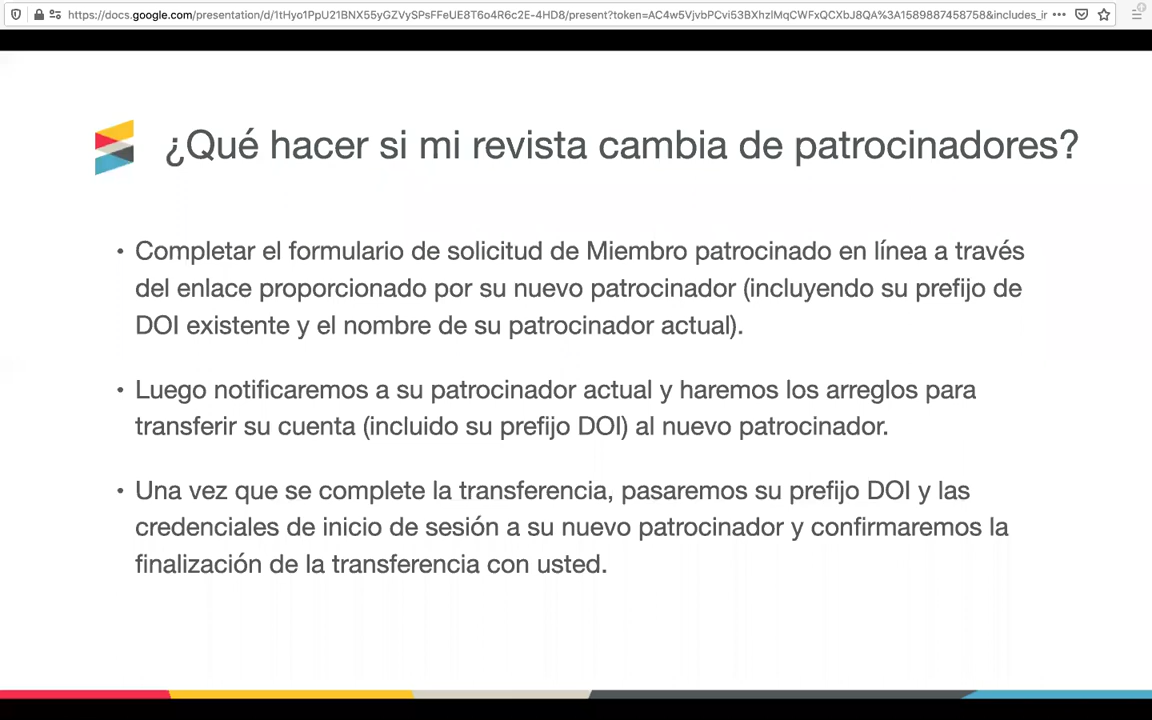 https://docs.google.com/presentation/d/1tHyo1PpU21BNX55yGZVySPsFFeUE8T6o4R6c2E-4HD8/present?token=AC4w5VjvbPCvi53BXhzlMqCWFxQCXbJ8QA%3A1589887458758&includes_ir
¿Qué hacer si mi revista cambia de patrocinadores?
• Completar el formulario de solicitud de Miembro patrocinado en línea a través
del enlace proporcionado por su nuevo patrocinador (incluyendo su prefijo de
DOI existente y el nombre de su patrocinador actual).
• Luego notificaremos a su patrocinador actual y haremos los arreglos para
transferir su cuenta (incluido su prefijo DOI) al nuevo patrocinador.
• Una vez que se complete la transferencia, pasaremos su prefijo DOI y las
credenciales de inicio de sesión a su nuevo patrocinador y confirmaremos la
finalización de la transferencia con usted.